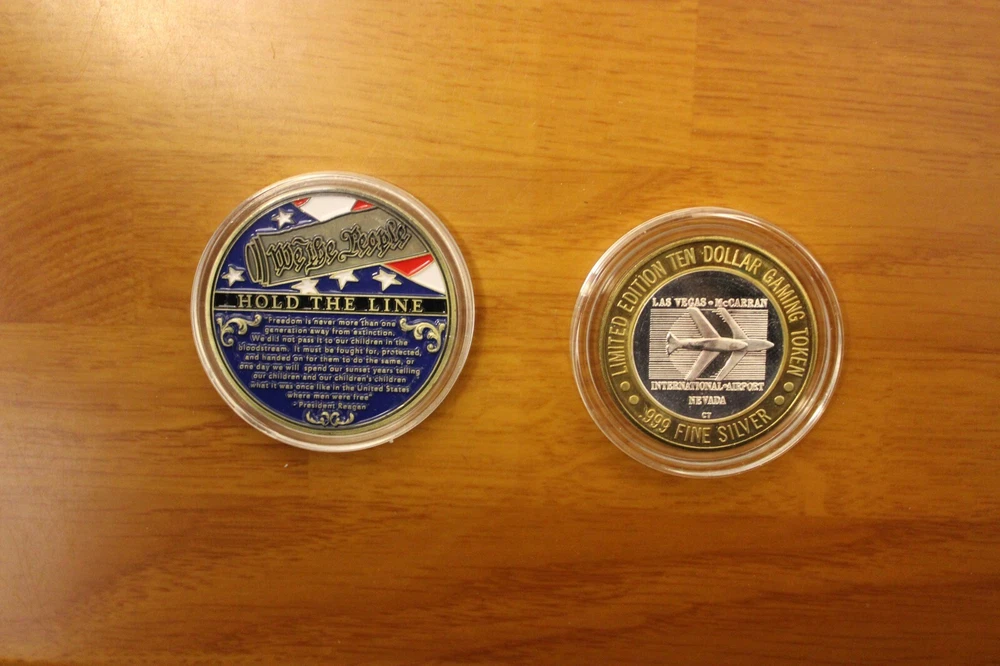 We the People
HOLD THE LINE
"Freedom is never more than one
generation away from extinction.
We did not pass it to our children in the
bloodstream. It must be fought for, protected,
and handed on for them to do the same, or
one day we will spend our sunset years telling
our children and our children's children
what it was once like in the United States
where men were free"
- President Reagan
LIMITED EDITION TEN DOLLAR GAMING TOKEN
LAS VEGAS • McCARRAN
INTERNATIONAL AIRPORT
NEVADA
CT
.999 FINE SILVER